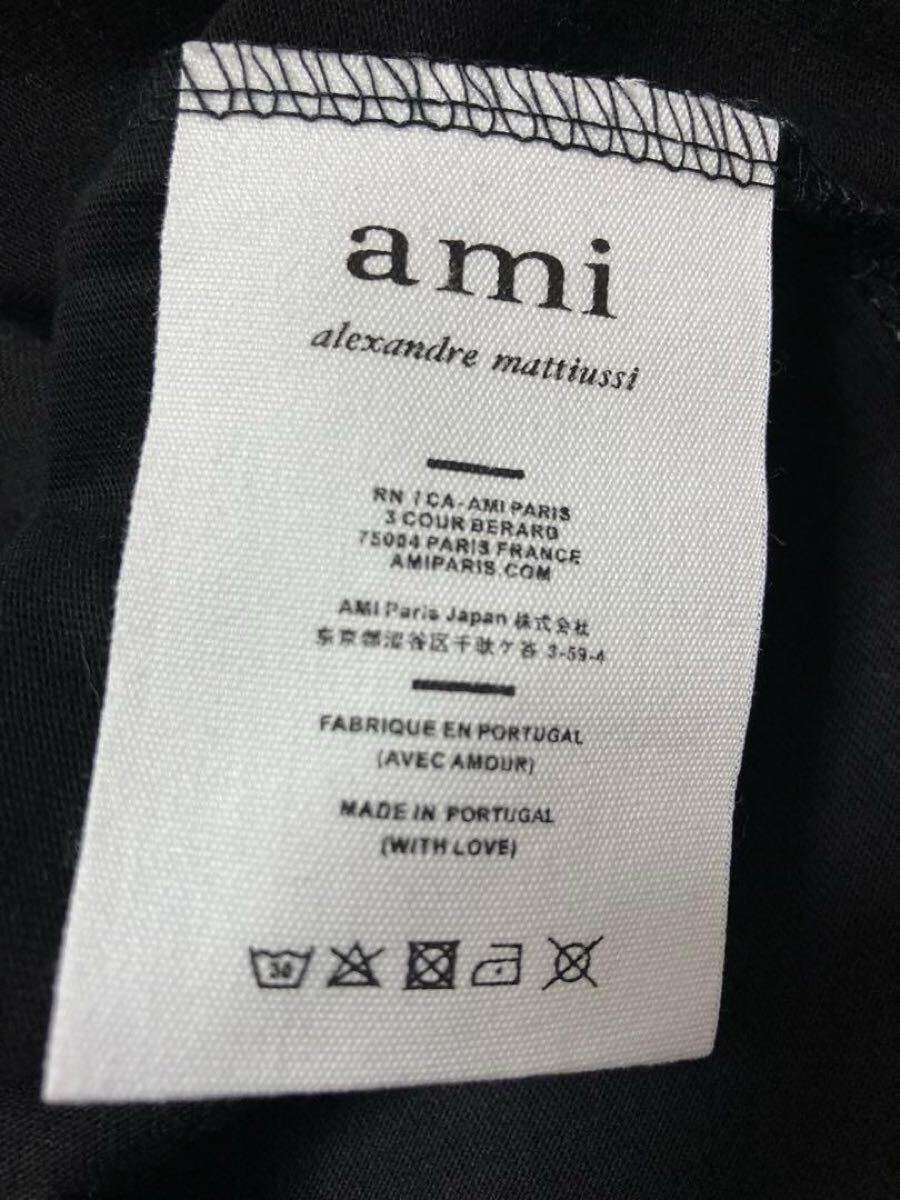 ami
alexandre mattiussi
RN / CA-AMI PARIS
3 COUR BERARD
75004 PARIS FRANCE
AMIPARIS.COM
AMI Paris Japan 株式会社
东京都涩谷区千驮ケ谷 3-59-4
FABRIQUE EN PORTUGAL
(AVEC AMOUR)
MADE IN PORTUGAL
(WITH LOVE)
30